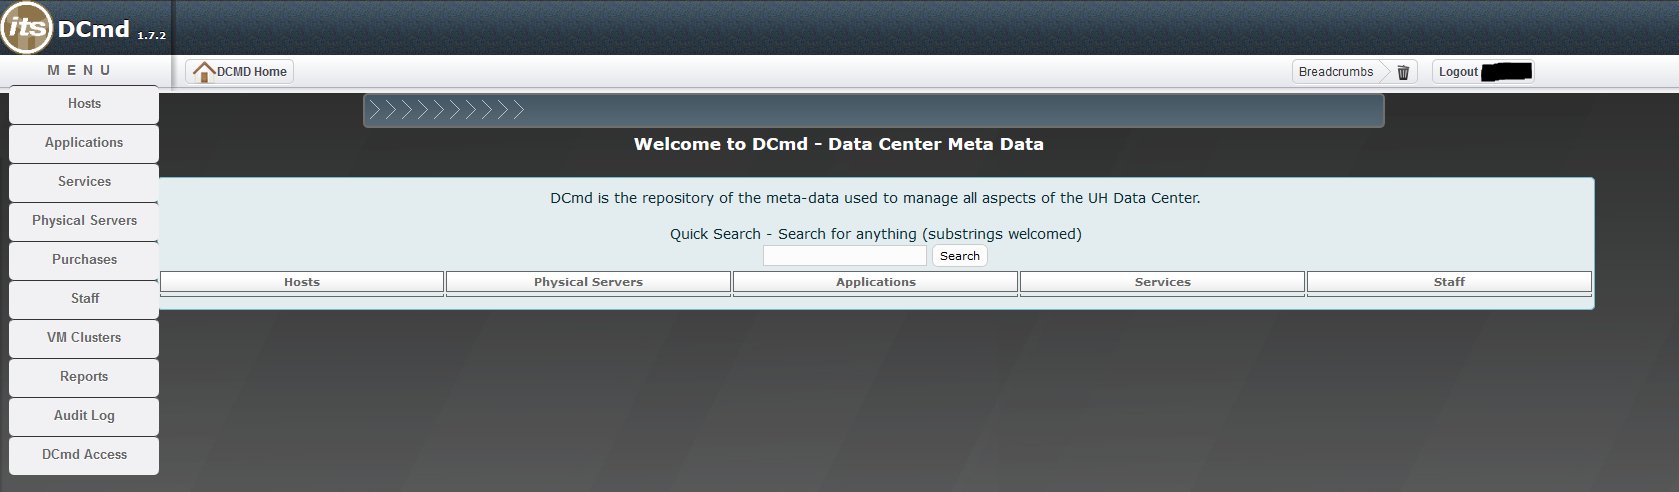 its DCmd 1.7.2
MENU
DCMD Home
Breadcrumbs
Logout
Hosts
Applications
Services
Physical Servers
Purchases
Staff
VM Clusters
Reports
Audit Log
DCmd Access
Welcome to DCmd - Data Center Meta Data
DCmd is the repository of the meta-data used to manage all aspects of the UH Data Center.
Quick Search - Search for anything (substrings welcomed)
Search
Hosts Physical Servers Applications Services Staff